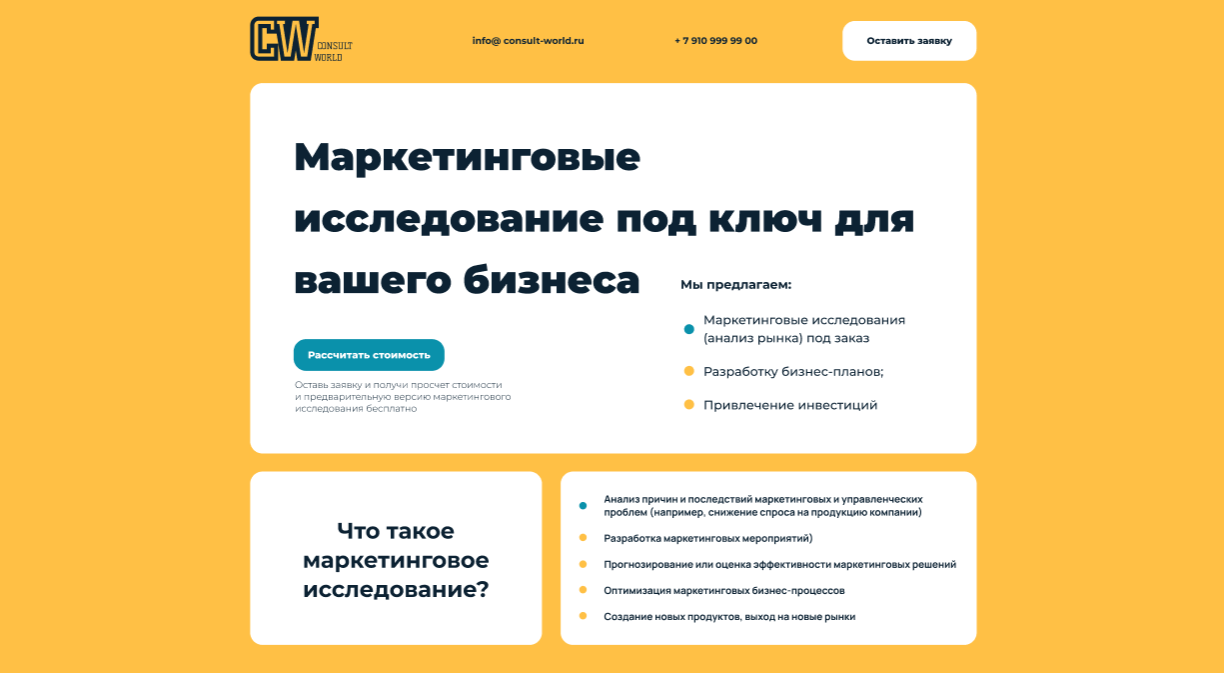 CW CONSULT
WORLD
info@ consult-world.ru
+ 7 910 999 99 00
Оставить заявку
Маркетинговые
исследование под ключ для
вашего бизнеса
Рассчитать стоимость
Оставь заявку и получи просчет стоимости
и предварительную версию маркетингового
исследования бесплатно
Мы предлагаем:
Маркетинговые исследования
(анализ рынка) под заказ
Разработку бизнес-планов;
Привлечение инвестиций
Что такое
маркетинговое
исследование?
Анализ причин и последствий маркетинговых и управленческих
проблем (например, снижение спроса на продукцию компании)
Разработка маркетинговых мероприятий)
Прогнозирование или оценка эффективности маркетинговых решений
Оптимизация маркетинговых бизнес-процессов
Создание новых продуктов, выход на новые рынки